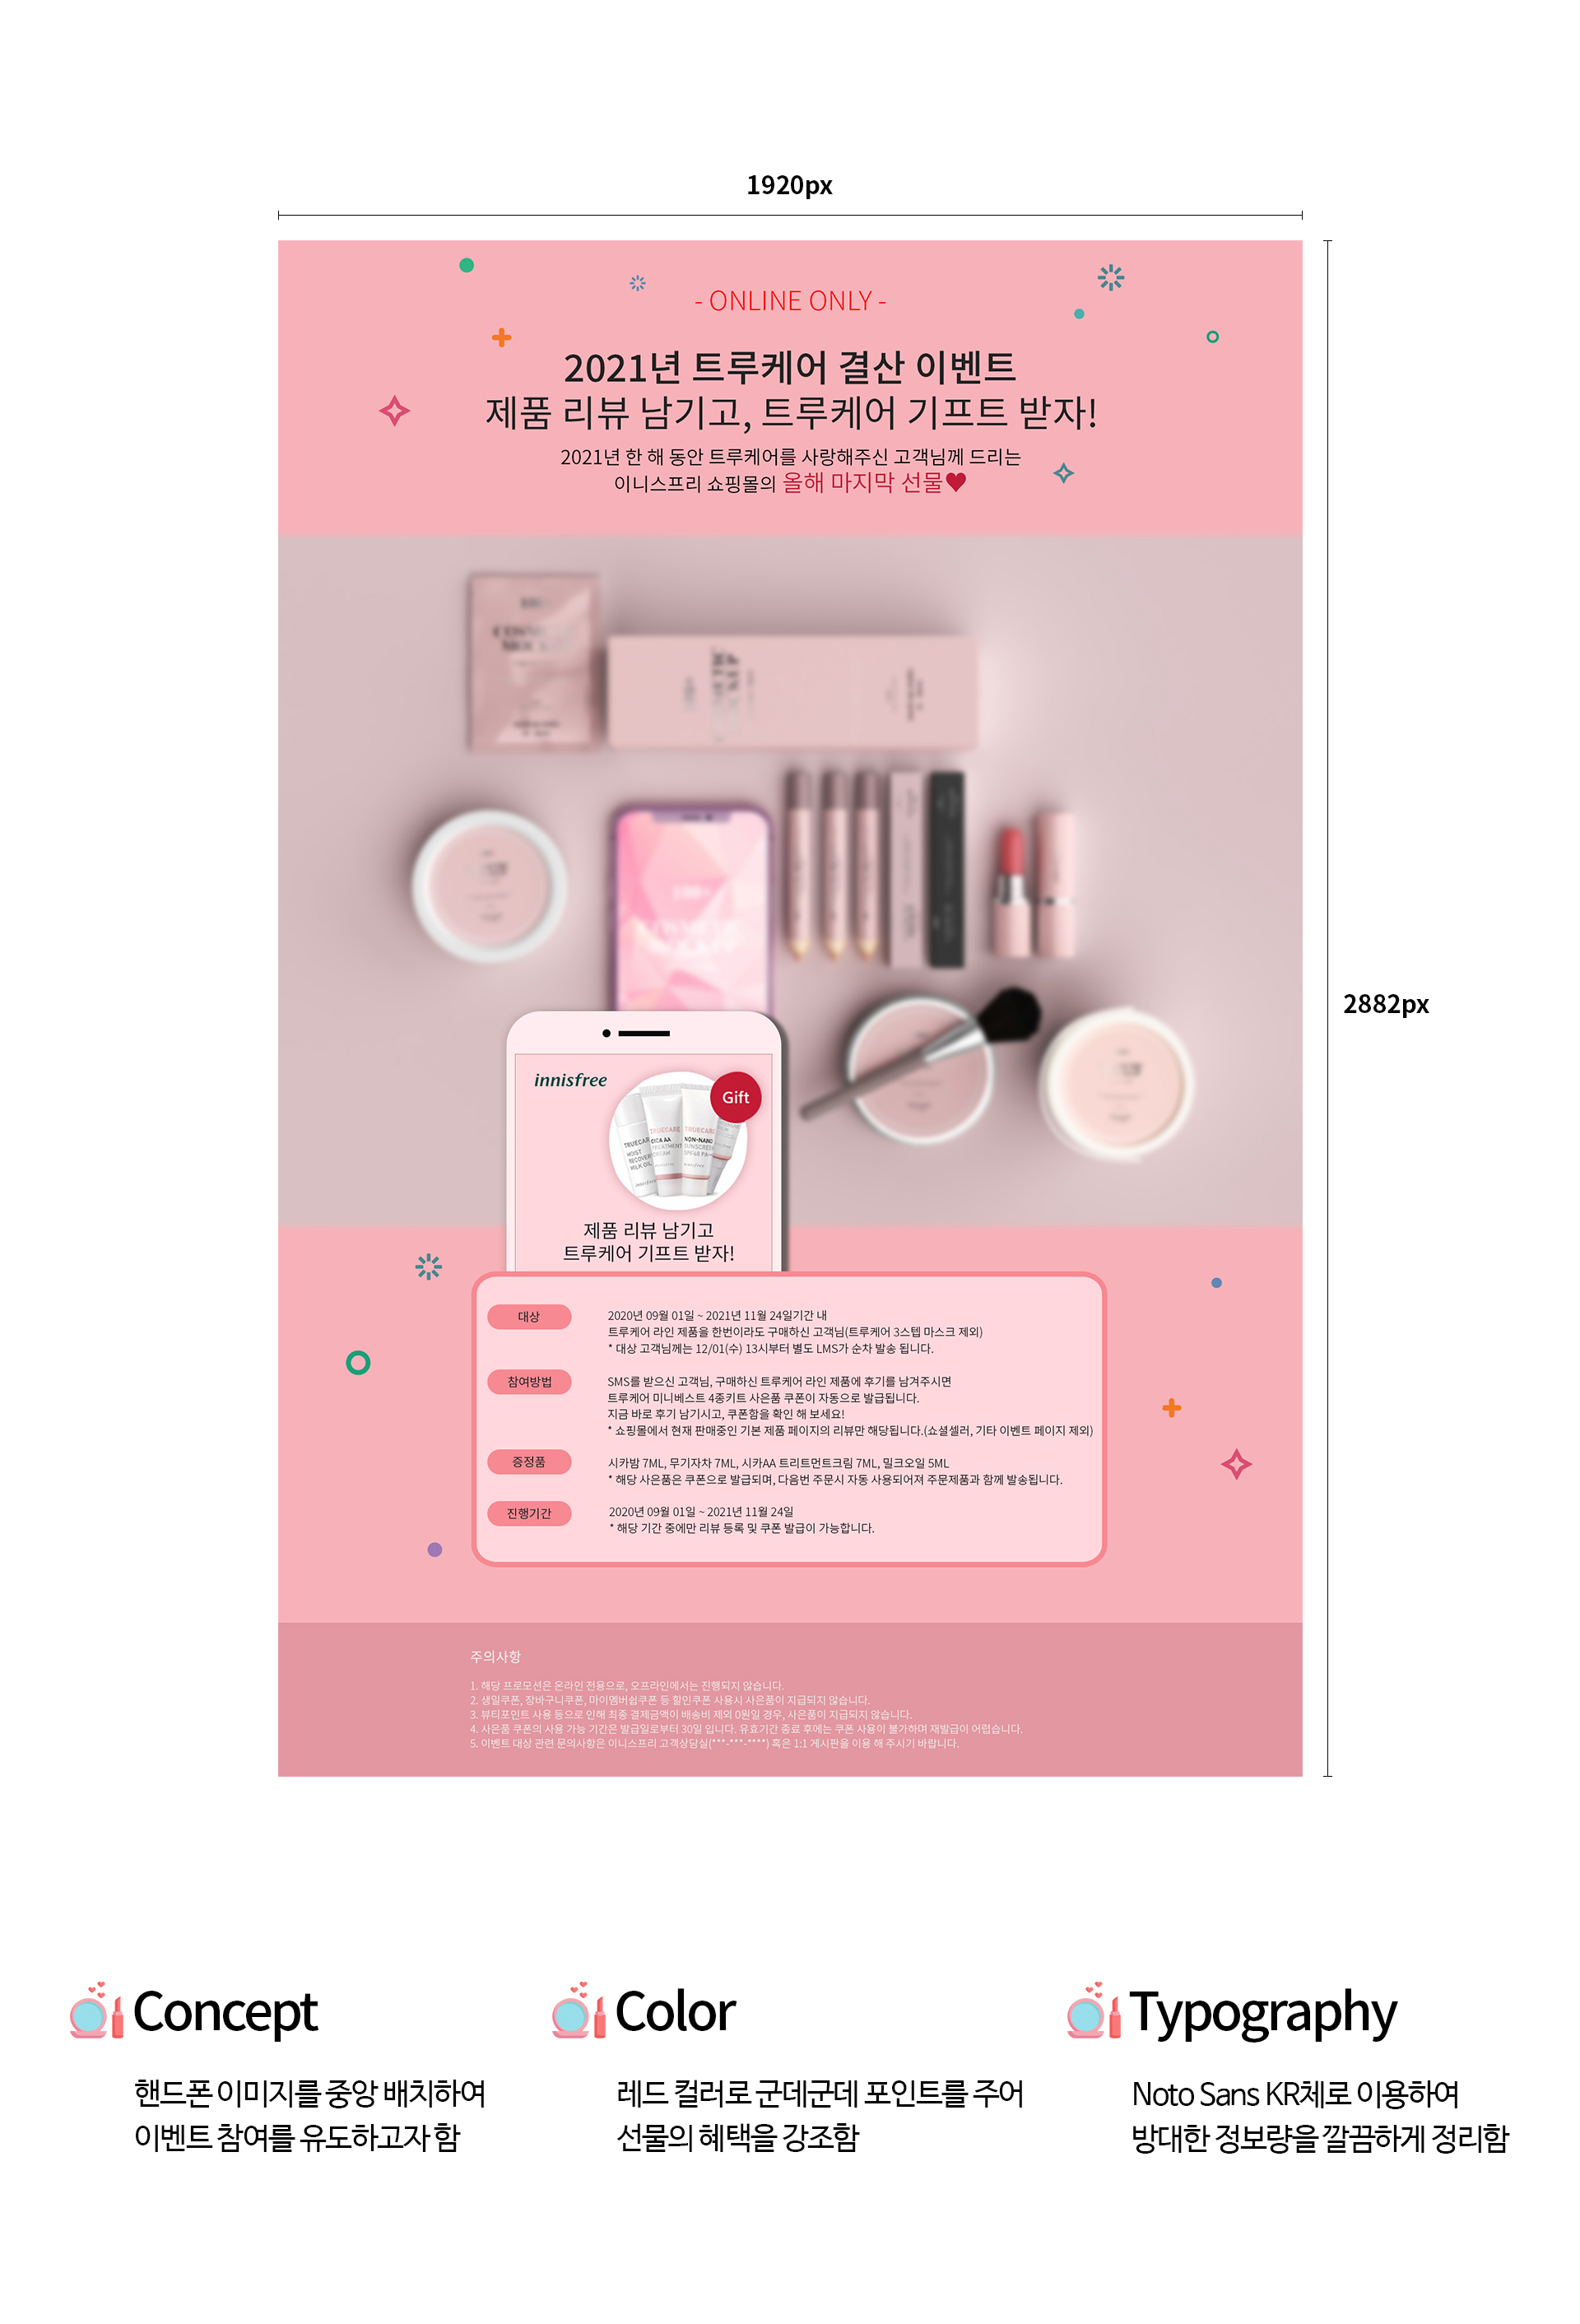 1920px
- ONLINE ONLY -
2021년 트루케어 결산 이벤트
제품 리뷰 남기고, 트루케어 기프트 받자!
2021년 한 해 동안 트루케어를 사랑해주신 고객님께 드리는
이니스프리 쇼핑몰의 올해 마지막 선물♥
2882px
innisfree
Gift
TRUECARE
CICA AA
TREATMENT
CREAM
TRUECARE
NON-NANO
SUNSCREEN
SPF48 PA
MOIST
RECOVERY
MILK OIL
제품 리뷰 남기고
트루케어 기프트 받자!
대상
2020년 09월 01일 ~ 2021년 11월 24일기간 내
트루케어 라인 제품을 한번이라도 구매하신 고객님(트루케어 3스텝 마스크 제외)
* 대상 고객님께는 12/01(수) 13시부터 별도 LMS가 순차 발송 됩니다.
참여방법
SMS를 받으신 고객님, 구매하신 트루케어 라인 제품에 후기를 남겨주시면
트루케어 미니베스트 4종키트 사은품 쿠폰이 자동으로 발급됩니다.
지금 바로 후기 남기시고, 쿠폰함을 확인 해 보세요!
* 쇼핑몰에서 현재 판매중인 기본 제품 페이지의 리뷰만 해당됩니다.(쇼셜셀러, 기타 이벤트 페이지 제외)
증정품
시카밤 7ML, 무기자차 7ML, 시카AA 트리트먼트크림 7ML, 밀크오일 5ML
* 해당 사은품은 쿠폰으로 발급되며, 다음번 주문시 자동 사용되어져 주문제품과 함께 발송됩니다.
진행기간
2020년 09월 01일 ~ 2021년 11월 24일
* 해당 기간 중에만 리뷰 등록 및 쿠폰 발급이 가능합니다.
주의사항
1. 해당 프로모션은 온라인 전용으로, 오프라인에서는 진행되지 않습니다.
2. 생일쿠폰, 장바구니쿠폰, 마이멤버쉽쿠폰 등 할인쿠폰 사용시 사은품이 지급되지 않습니다.
3. 뷰티포인트 사용 등으로 인해 최종 결제금액이 배송비 제외 0원일 경우, 사은품이 지급되지 않습니다.
4. 사은품 쿠폰의 사용 가능 기간은 발급일로부터 30일 입니다. 유효기간 종료 후에는 쿠폰 사용이 불가하며 재발급이 어렵습니다.
5. 이벤트 대상 관련 문의사항은 이니스프리 고객상담실(***-***-****) 혹은 1:1 게시판을 이용 해 주시기 바랍니다.
Concept
핸드폰 이미지를 중앙 배치하여
이벤트 참여를 유도하고자 함
Color
레드 컬러로 군데군데 포인트를 주어
선물의 혜택을 강조함
Typography
Noto Sans KR체로 이용하여
방대한 정보량을 깔끔하게 정리함